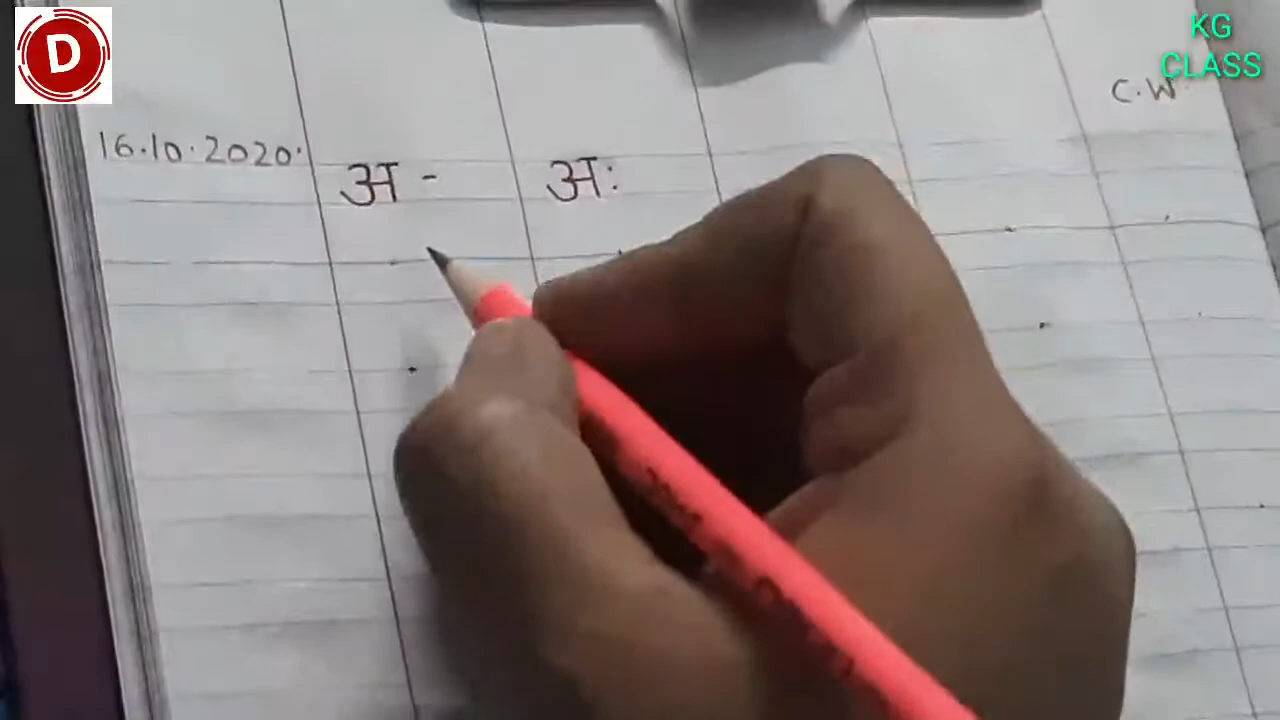 D
KG
CLASS
C.W
16.10.2020.
अ - अ: